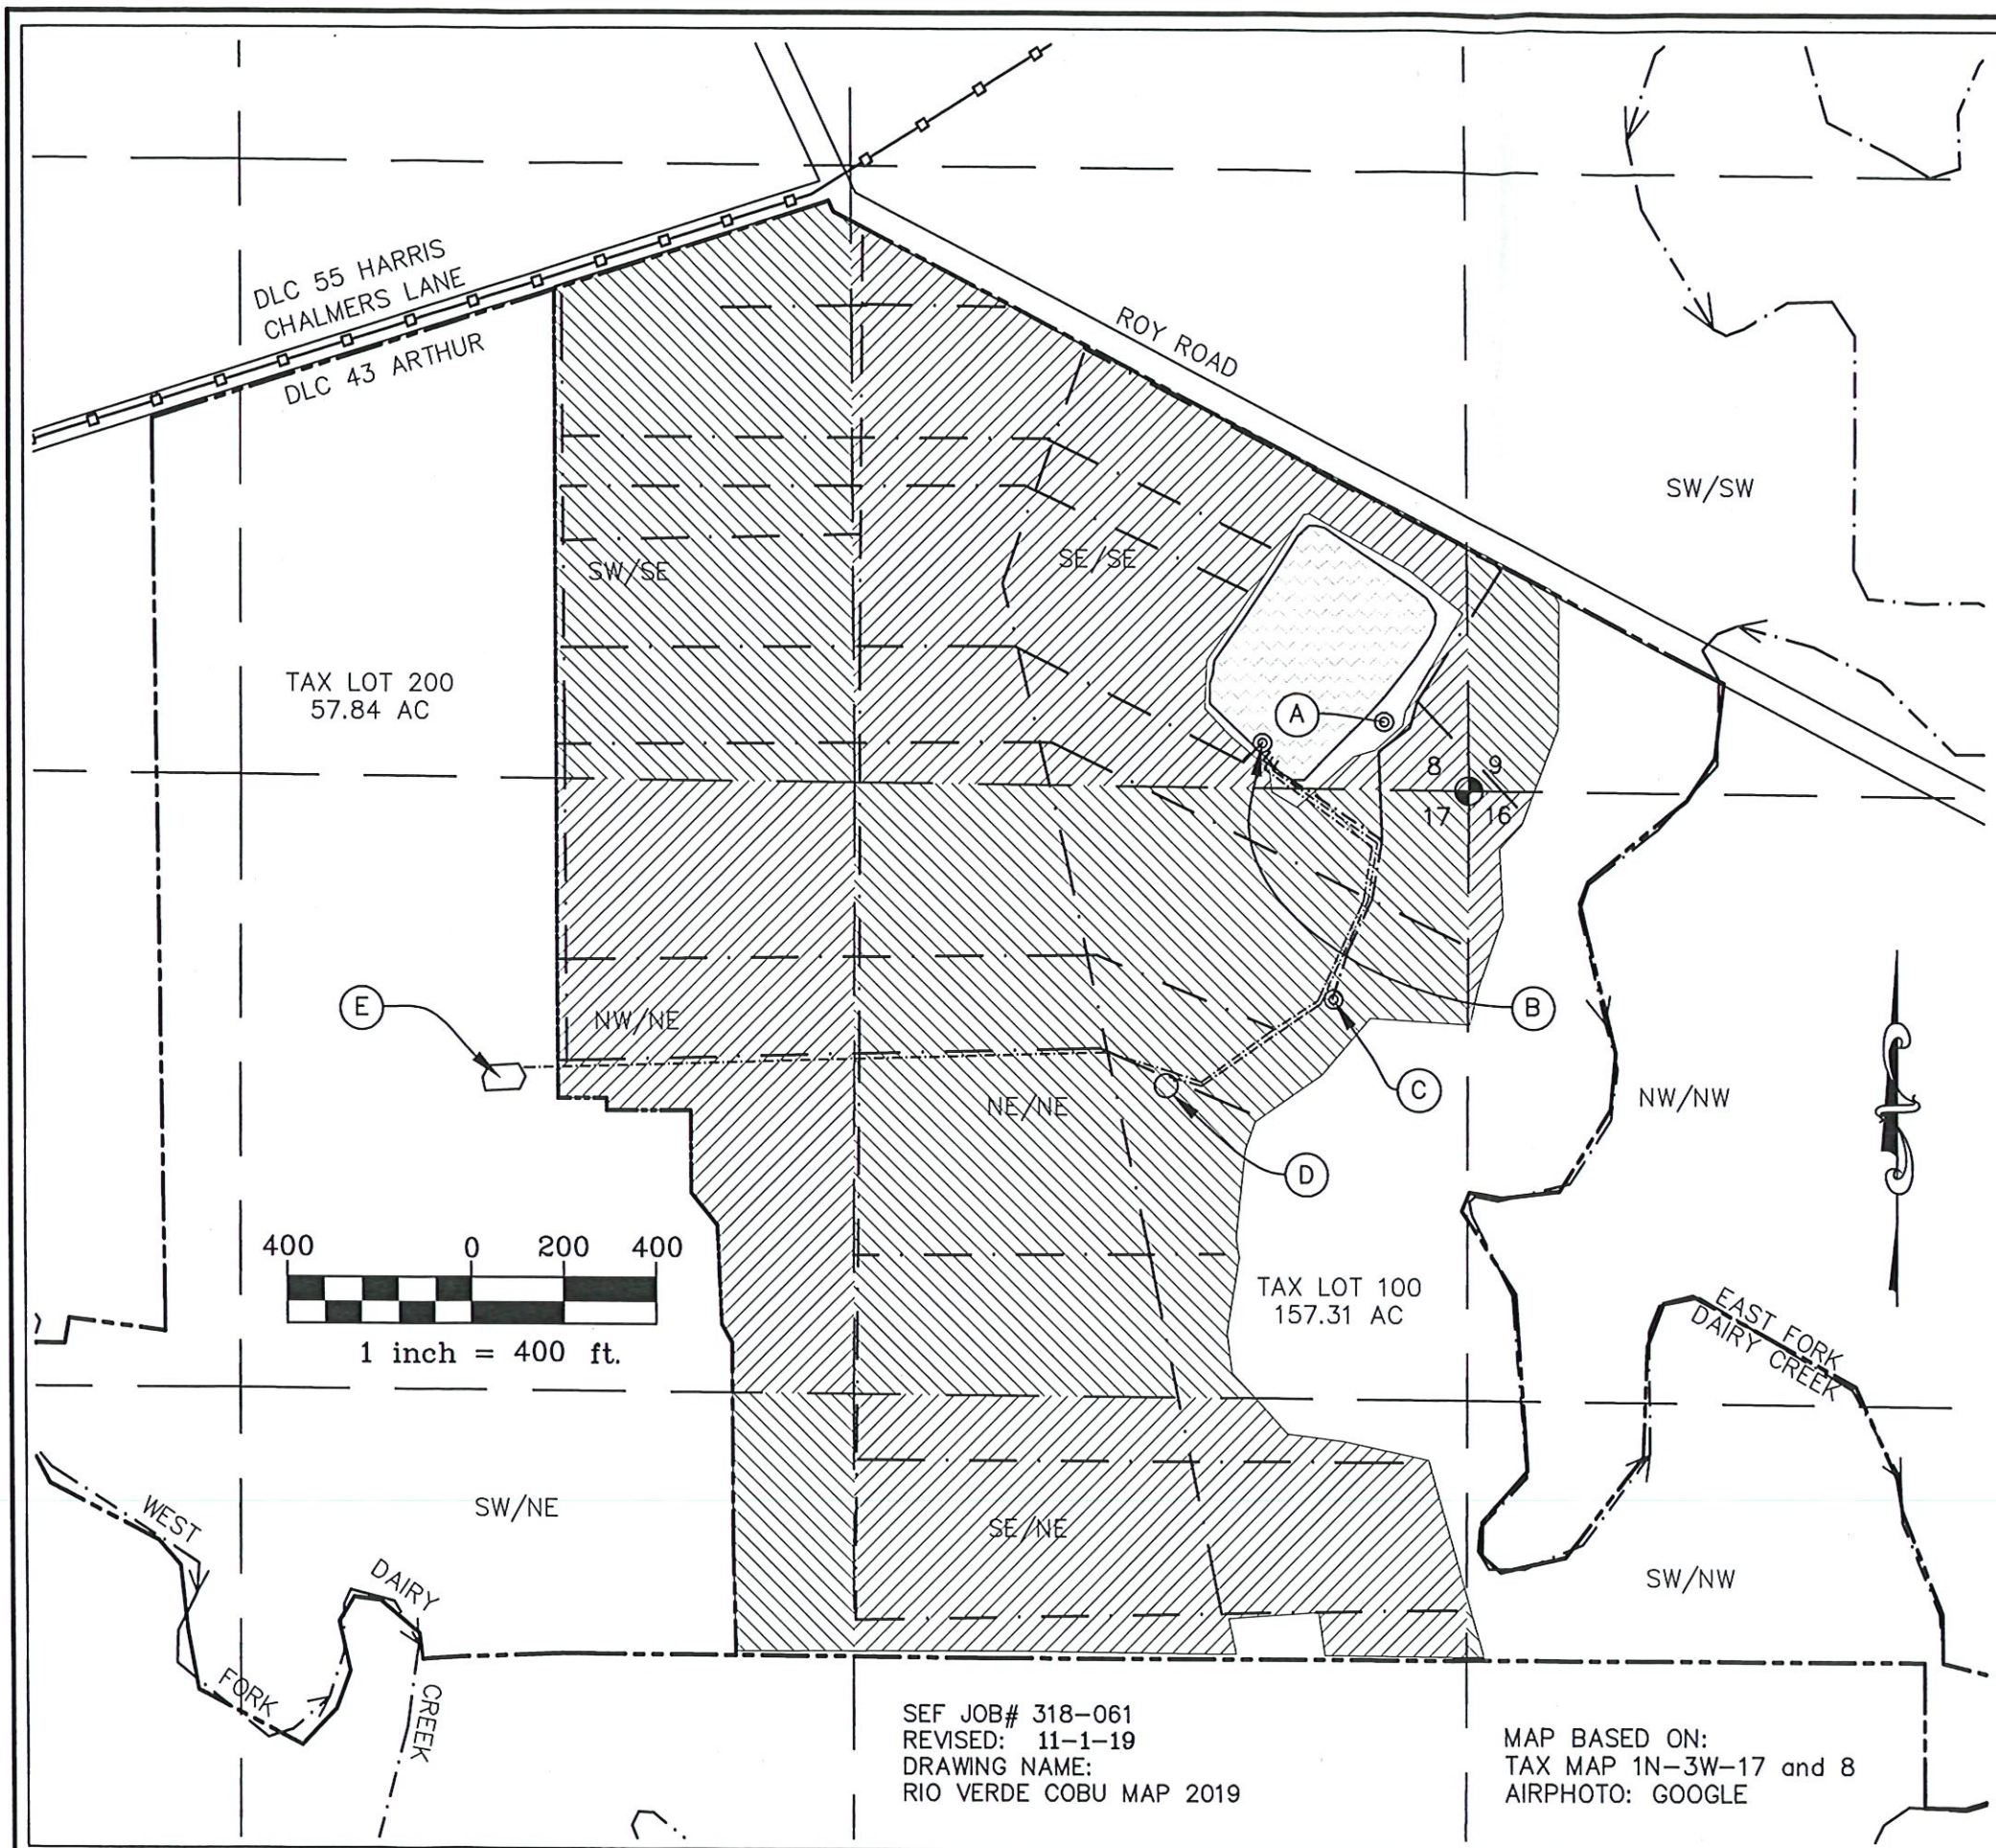 DLC 55 HARRIS
CHALMERS LANE
DLC 43 ARTHUR
ROY ROAD
SW/SW
SW/SE
SE/SE
TAX LOT 200
57.84 AC
A
8 9
17 16
E
NW/NE
B
C
NE/NE
NW/NW
D
400 0 200 400
1 inch = 400 ft.
TAX LOT 100
157.31 AC
EAST FORK
DAIRY CREEK
WEST
SW/NE
SE/NE
DAIRY
SW/NW
FORK
CREEK
SEF JOB# 318-061
REVISED: 11-1-19
DRAWING NAME:
RIO VERDE COBU MAP 2019
MAP BASED ON:
TAX MAP 1N-3W-17 and 8
AIRPHOTO: GOOGLE